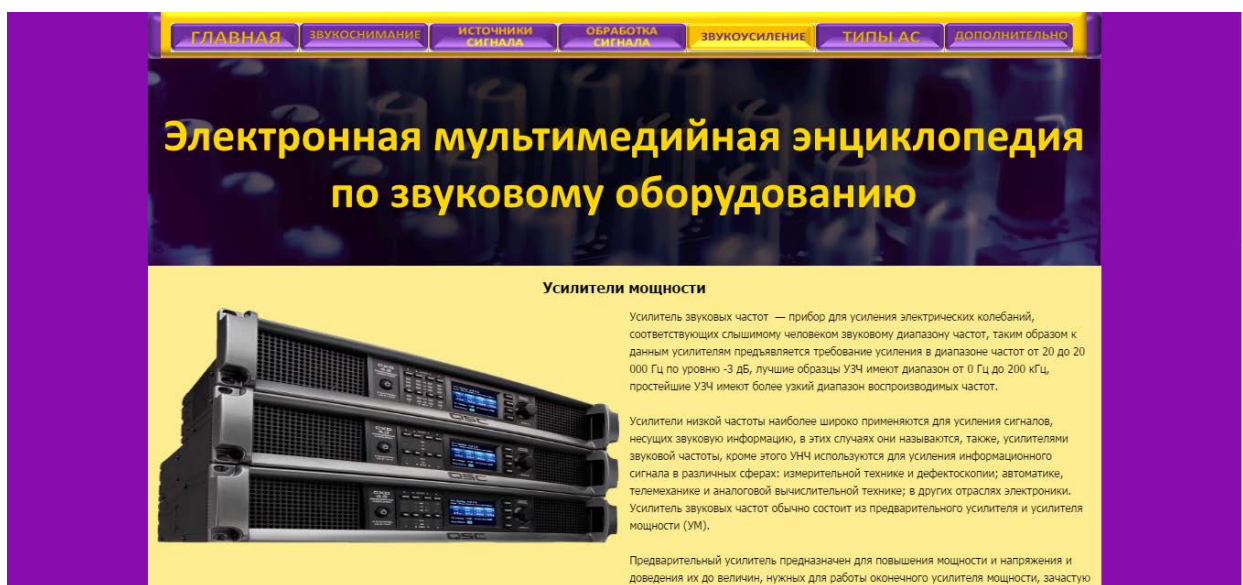 ГЛАВНАЯ
ЗВУКОСНИМАНИЕ
ИСТОЧНИКИ
СИГНАЛА
ОБРАБОТКА
СИГНАЛА
ЗВУКОУСИЛЕНИЕ
ТИПЫ АС
ДОПОЛНИТЕЛЬНО
Электронная мультимедийная энциклопедия
по звуковому оборудованию
Усилители мощности
Усилитель звуковых частот — прибор для усиления электрических колебаний,
соответствующих слышимому человеком звуковому диапазону частот, таким образом к
данным усилителям предъявляется требование усиления в диапазоне частот от 20 до 20
000 Гц по уровню -3 дБ, лучшие образцы УЗЧ имеют диапазон от 0 Гц до 200 кГц,
простейшие УЗЧ имеют более узкий диапазон воспроизводимых частот.
Усилители низкой частоты наиболее широко применяются для усиления сигналов,
несущих звуковую информацию, в этих случаях они называются, также, усилителями
звуковой частоты, кроме этого УНЧ используются для усиления информационного
сигнала в различных сферах: измерительной технике и дефектоскопии; автоматике,
телемеханике и аналоговой вычислительной технике; в других отраслях электроники.
Усилитель звуковых частот обычно состоит из предварительного усилителя и усилителя
мощности (УМ).
Предварительный усилитель предназначен для повышения мощности и напряжения и
доведения их до величин, нужных для работы оконечного усилителя мощности, зачастую
QSC
QSC
QSC